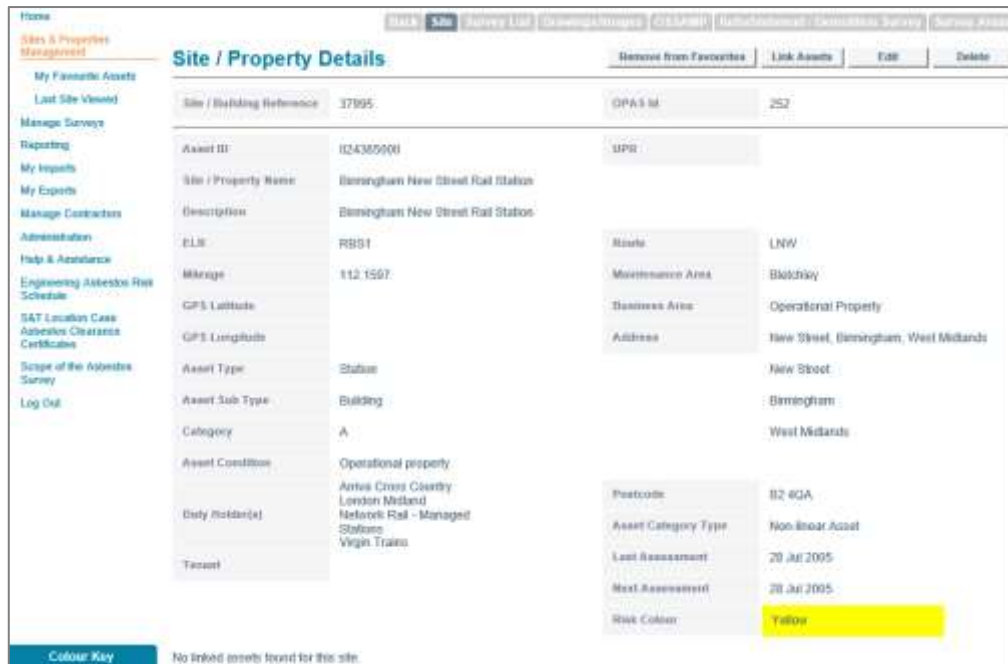 Home
Sites & Properties
Management
My Favourite Assets
Last Site Viewed
Manage Surveys
Reporting
My Imports
My Exports
Manage Contractors
Administration
Help & Assistance
Engineering Asbestos Risk
Schedule
S&T Location Case
Asbestos Clearance
Certificates
Scope of the Asbestos
Survey
Log Out
Colour Key
Back Site Survey List Drawings/Images Refurbishment / Demolition Survey Survey Areas
Site / Property Details
Remove from Favourites Link Assets Edit Delete
Site / Building Reference 37895 OPAS Id 252
Asset ID UPR
Site / Property Name Birmingham New Street Rail Station
Description Birmingham New Street Rail Station
ELR RBS1 Route LNW
Mileage 112.1597 Maintenance Area Bletchley
GPS Latitude Business Area Operational Property
GPS Longitude Address New Street, Birmingham, West Midlands
Asset Type Station New Street
Asset Sub Type Building Birmingham
Category A West Midlands
Asset Condition Operational property
Duty Holder(s) Arriva Cross Country
London Midland
Network Rail - Managed
Stations
Virgin Trains
Tenant
Postcode B2 4QA
Asset Category Type Non-linear Asset
Last Assessment 28 Jul 2005
Next Assessment 28 Jul 2005
Risk Colour Yellow
No linked assets found for this site.